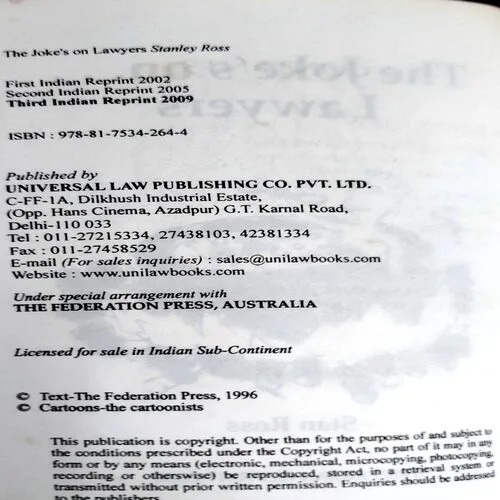 The Joke's on Lawyers Stanley Ross
First Indian Reprint 2002
Second Indian Reprint 2005
Third Indian Reprint 2009
ISBN : 978-81-7534-264-4
Published by
UNIVERSAL LAW PUBLISHING CO. PVT. LTD.
C-FF-1A, Dilkhush Industrial Estate,
(Opp. Hans Cinema, Azadpur) G.T. Karnal Road,
Delhi-110 033
Tel : 011-27215334, 27438103, 42381334
Fax : 011-27458529
E-mail (For sales inquiries) : sales@unilawbooks.com
Website : www.unilawbooks.com
Under special arrangement with
THE FEDERATION PRESS, AUSTRALIA
Licensed for sale in Indian Sub-Continent
© Text-The Federation Press, 1996
© Cartoons-the cartoonists
This publication is copyright. Other than for the purposes of and subject to
the conditions prescribed under the Copyright Act, no part of it may in any
form or by any means (electronic, mechanical, microcopying, photocopying,
recording or otherwise) be reproduced, stored in a retrieval system or
transmitted without prior written permission. Enquiries should be addressed
to the publishers.